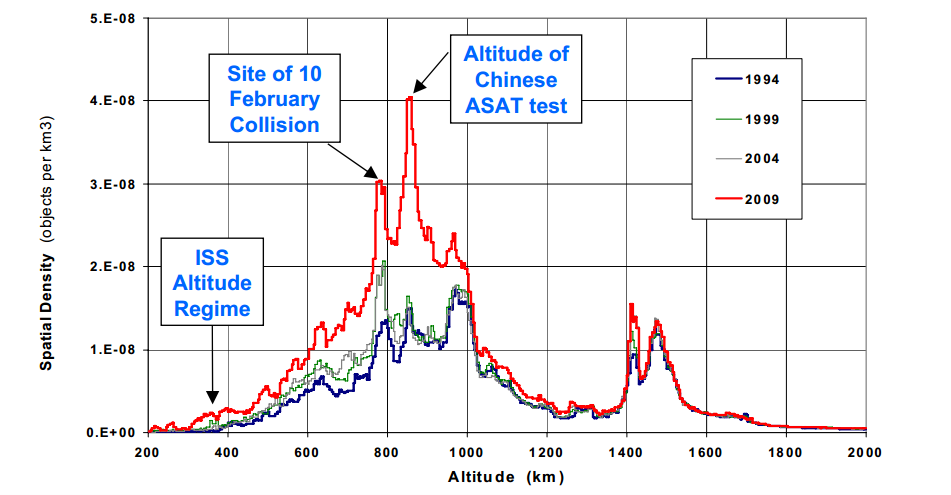 5.E-08
4.E-08
3.E-08
2.E-08
1.E-08
0.E+00
Spatial Density (objects per km3)
Site of 10
February
Collision
Altitude of
Chinese
ASAT test
ISS
Altitude
Regime
1994
1999
2004
2009
200 400 600 800 1000 1200 1400 1600 1800 2000
Altitude (km)